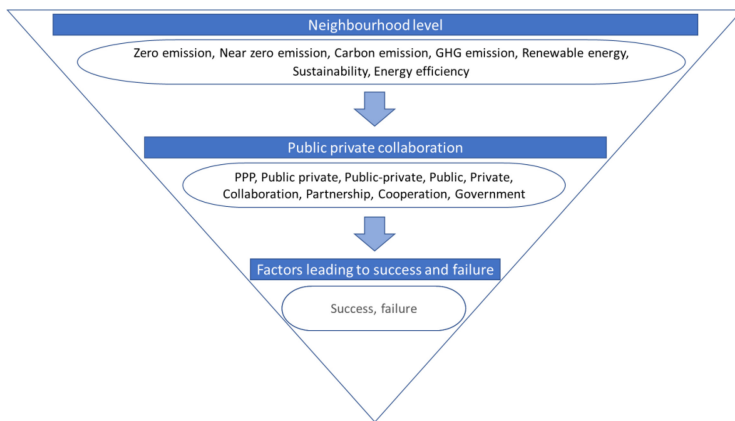 Neighbourhood level
Zero emission, Near zero emission, Carbon emission, GHG emission, Renewable energy,
Sustainability, Energy efficiency
Public private collaboration
PPP, Public private, Public-private, Public, Private,
Collaboration, Partnership, Cooperation, Government
Factors leading to success and failure
Success, failure